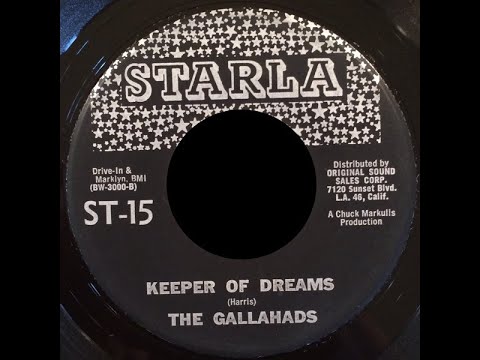 STARLA
Drive-In &
Marklyn, BMI
(BW-3000-B)
ST-15
Distributed by
ORIGINAL SOUND
SALES CORP.
7120 Sunset Blvd.
L.A. 46, Calif.
A Chuck Markulis
Production
KEEPER OF DREAMS
(Harris)
THE GALLAHADS